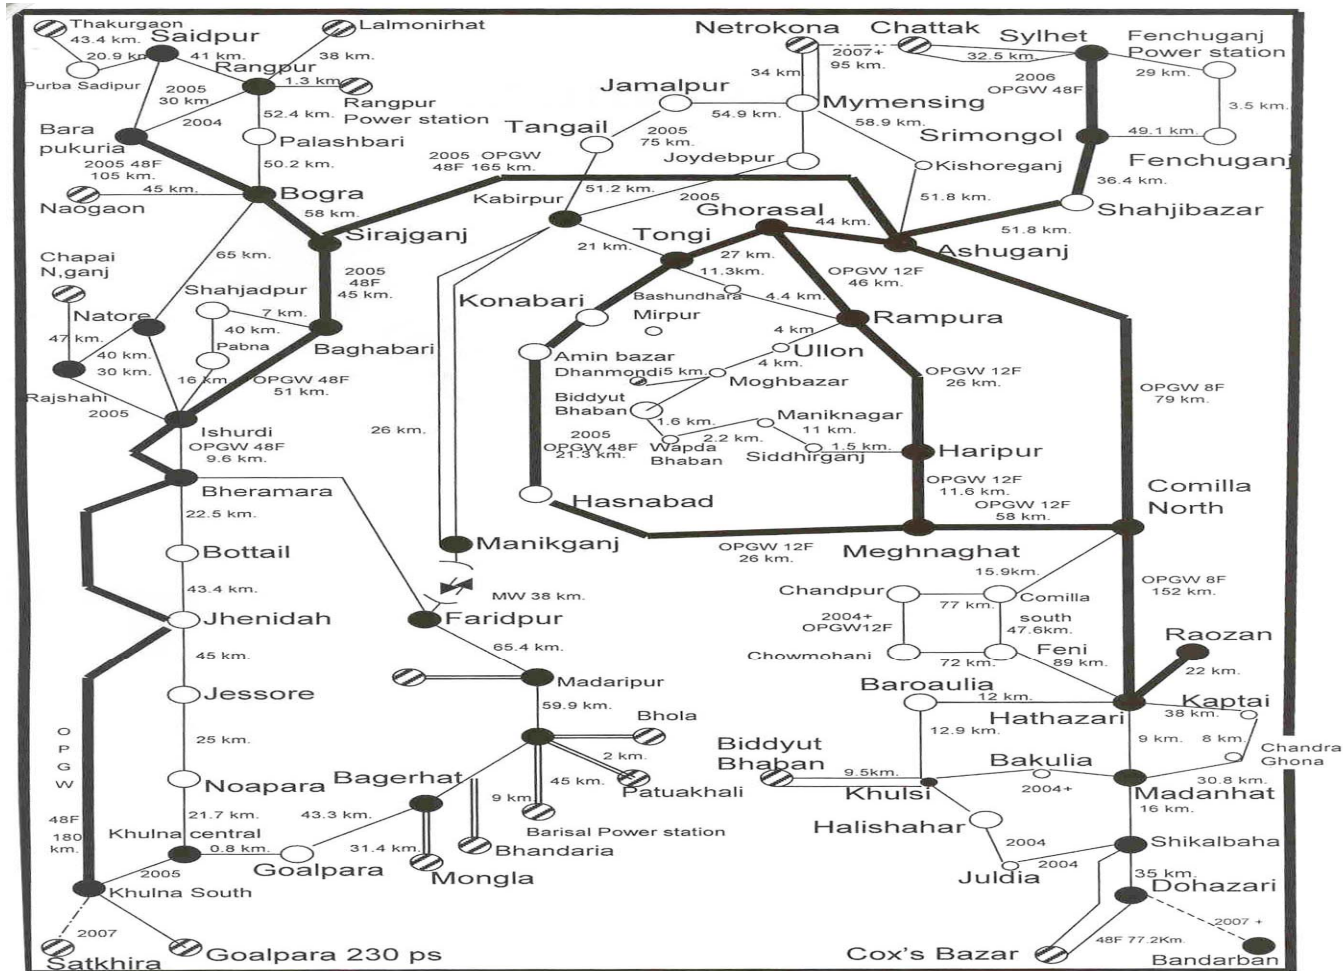 Thakurgaon
43.4 km.
Saidpur
20.9 km
41 km.
Purba Sadipur
Lalmonirhat
38 km.
Rangpur
1.3 km.
Rangpur
Power station
2005
30 km.
2004
52.4 km.
Bara
pukuria
Palashbari
50.2 km.
2005 48F
105 km.
45 km.
Naogaon
Bogra
58 km.
Sirajganj
2005 OPGW
48F 165 km.
Netrokona
2007+
95 km.
34 km.
Chattak
32.5 km.
Sylhet
Fenchuganj
Power station
2006
OPGW 48F
29 km.
3.5 km.
Jamalpur
54.9 km.
Mymensing
58.9 km.
Srimongol
49.1 km.
Fenchuganj
Tangail
2005
75 km.
Joydebpur
Kishoreganj
36.4 km.
51.2 km.
2005
51.8 km.
Shahjibazar
51.8 km.
Kabirpur
Ghorasal
44 km.
Ashuganj
21 km.
Tongi
27 km.
11.3km.
OPGW 12F
46 km.
Chapai
N,ganj
65 km.
2005
48F
45 km.
Shahjadpur
7 km.
Natore
40 km.
Baghabari
47 km.
40 km.
30 km.
Pabna
16 km
OPGW 48F
51 km.
Rajshahi
2005
Konabari
Bashundhara
4.4 km.
Mirpur
Rampura
4 km.
Ullon
4 km.
Amin bazar
Dhanmondi
5 km.
Moghbazar
OPGW 12F
26 km.
OPGW 8F
79 km.
Biddyut
Bhaban
1.6 km.
Maniknagar
11 km.
2005
OPGW 48F
21.3 km.
Wapda
Bhaban
2.2 km.
Siddhirganj
1.5 km.
Haripur
26 km.
Ishurdi
OPGW 48F
9.6 km.
Bheramara
22.5 km.
Hasnabad
OPGW 12F
11.6 km.
OPGW 12F
58 km.
Comilla
North
Manikganj
OPGW 12F
26 km.
Meghnaghat
Bottail
43.4 km.
MW 38 km.
15.9km.
OPGW 8F
152 km.
Chandpur
77 km.
Comilla
south
47.6km.
2004+
OPGW12F
Jhenidah
Faridpur
65.4 km.
Chowmohani
72 km.
Feni
89 km.
Raozan
22 km.
45 km.
Jessore
Madaripur
59.9 km.
Baroaulia
12 km.
Hathazari
Kaptai
38 km.
O
P
G
W
25 km.
Bhola
12.9 km.
9 km.
8 km.
Chandra
Ghona
2 km.
Biddyut
Bhaban
9.5km.
Khulsi
Bakulia
2004+
30.8 km.
Madanhat
16 km.
Noapara
21.7 km.
Bagerhat
45 km.
Patuakhali
9 km
48F
180
km.
Khulna central
0.8 km.
43.3 km.
Goalpara
31.4 km.
Barisal Power station
Bhandaria
Mongla
Halishahar
2004
2004
Juldia
Shikalbaha
35 km.
Dohazari
2005
Khulna South
2007
Satkhira
Goalpara 230 ps
Cox's Bazar
48F 77.2Km.
2007 +
Bandarban